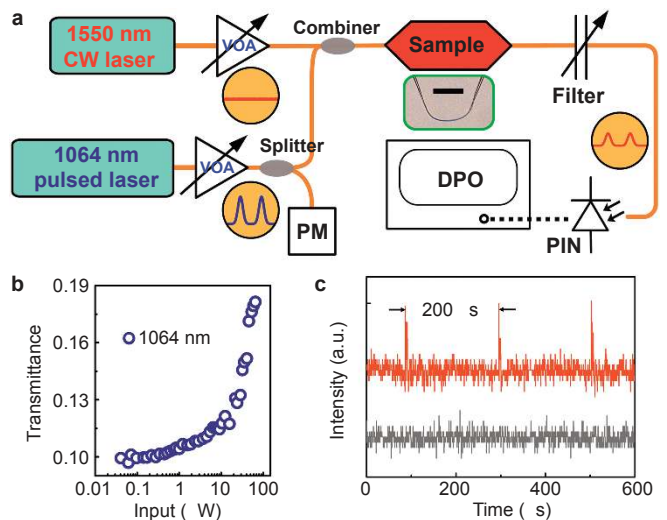 a
1550 nm
CW laser
VOA
Combiner
Sample
Filter
1064 nm
pulsed laser
VOA
Splitter
PM
DPO
PIN
b
0.19
0.16
0.13
0.10
Transmittance
1064 nm
0.01
0.1
1
10
100
Input ( W)
c
Intensity (a.u.)
200 s
0
200
400
600
Time ( s)